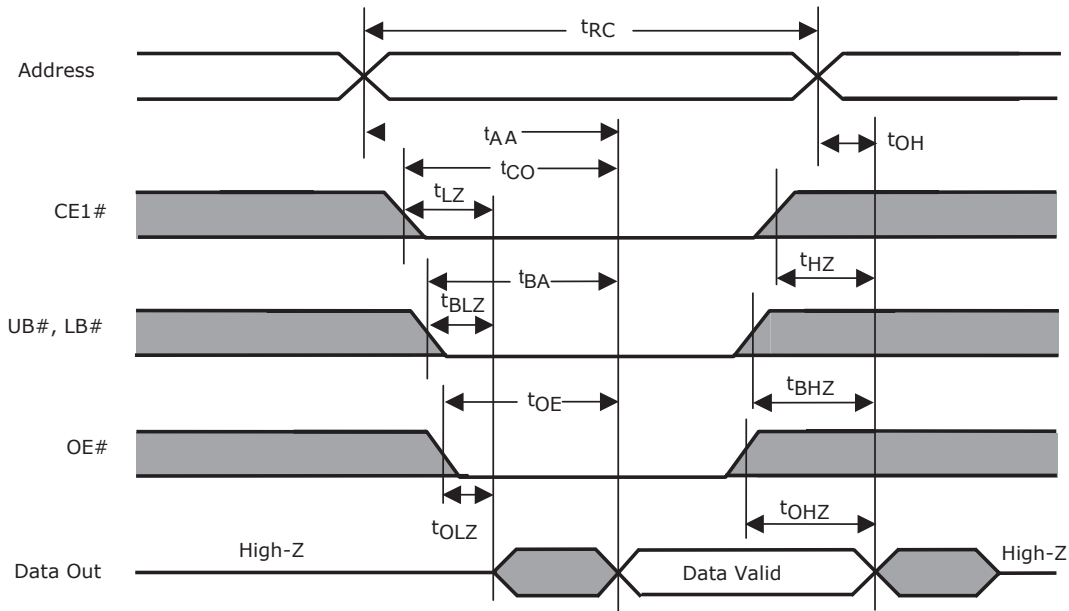 tRC
Address
tAA
tOH
tCO
tLZ
CE1#
tHZ
tBA
tBLZ
UB#, LB#
tBHZ
tOE
OE#
tOHZ
tOLZ
High-Z
High-Z
Data Out
Data Valid